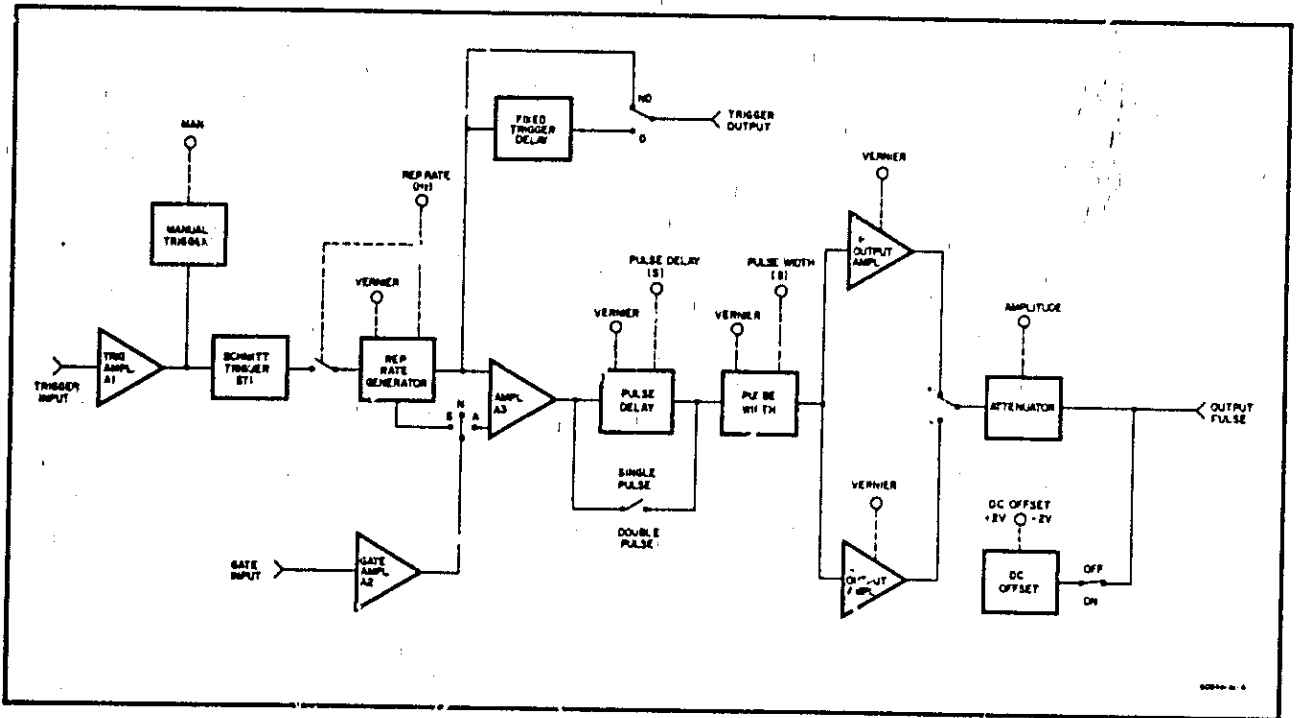 MAN
MANUAL
TRIGGER
TRIG
AMPL
A1
TRIGGER
INPUT
SCHMITT
TRIGGER
ST1
REP RATE
(Hz)
VERNIER
REP
RATE
GENERATOR
FIXED
TRIGGER
DELAY
ND
D
TRIGGER
OUTPUT
S
N
A
AMPL
A3
GATE
INPUT
GATE
AMPL
A2
PULSE DELAY
(S)
VERNIER
PULSE
DELAY
SINGLE
PULSE
DOUBLE
PULSE
PULSE WIDTH
(S)
VERNIER
PULSE
WIDTH
VERNIER
+
OUTPUT
AMPL
VERNIER
-
OUTPUT
AMPL
+
-
AMPLITUDE
ATTENUATOR
OUTPUT
PULSE
DC OFFSET
+2V -2V
DC
OFFSET
OFF
ON